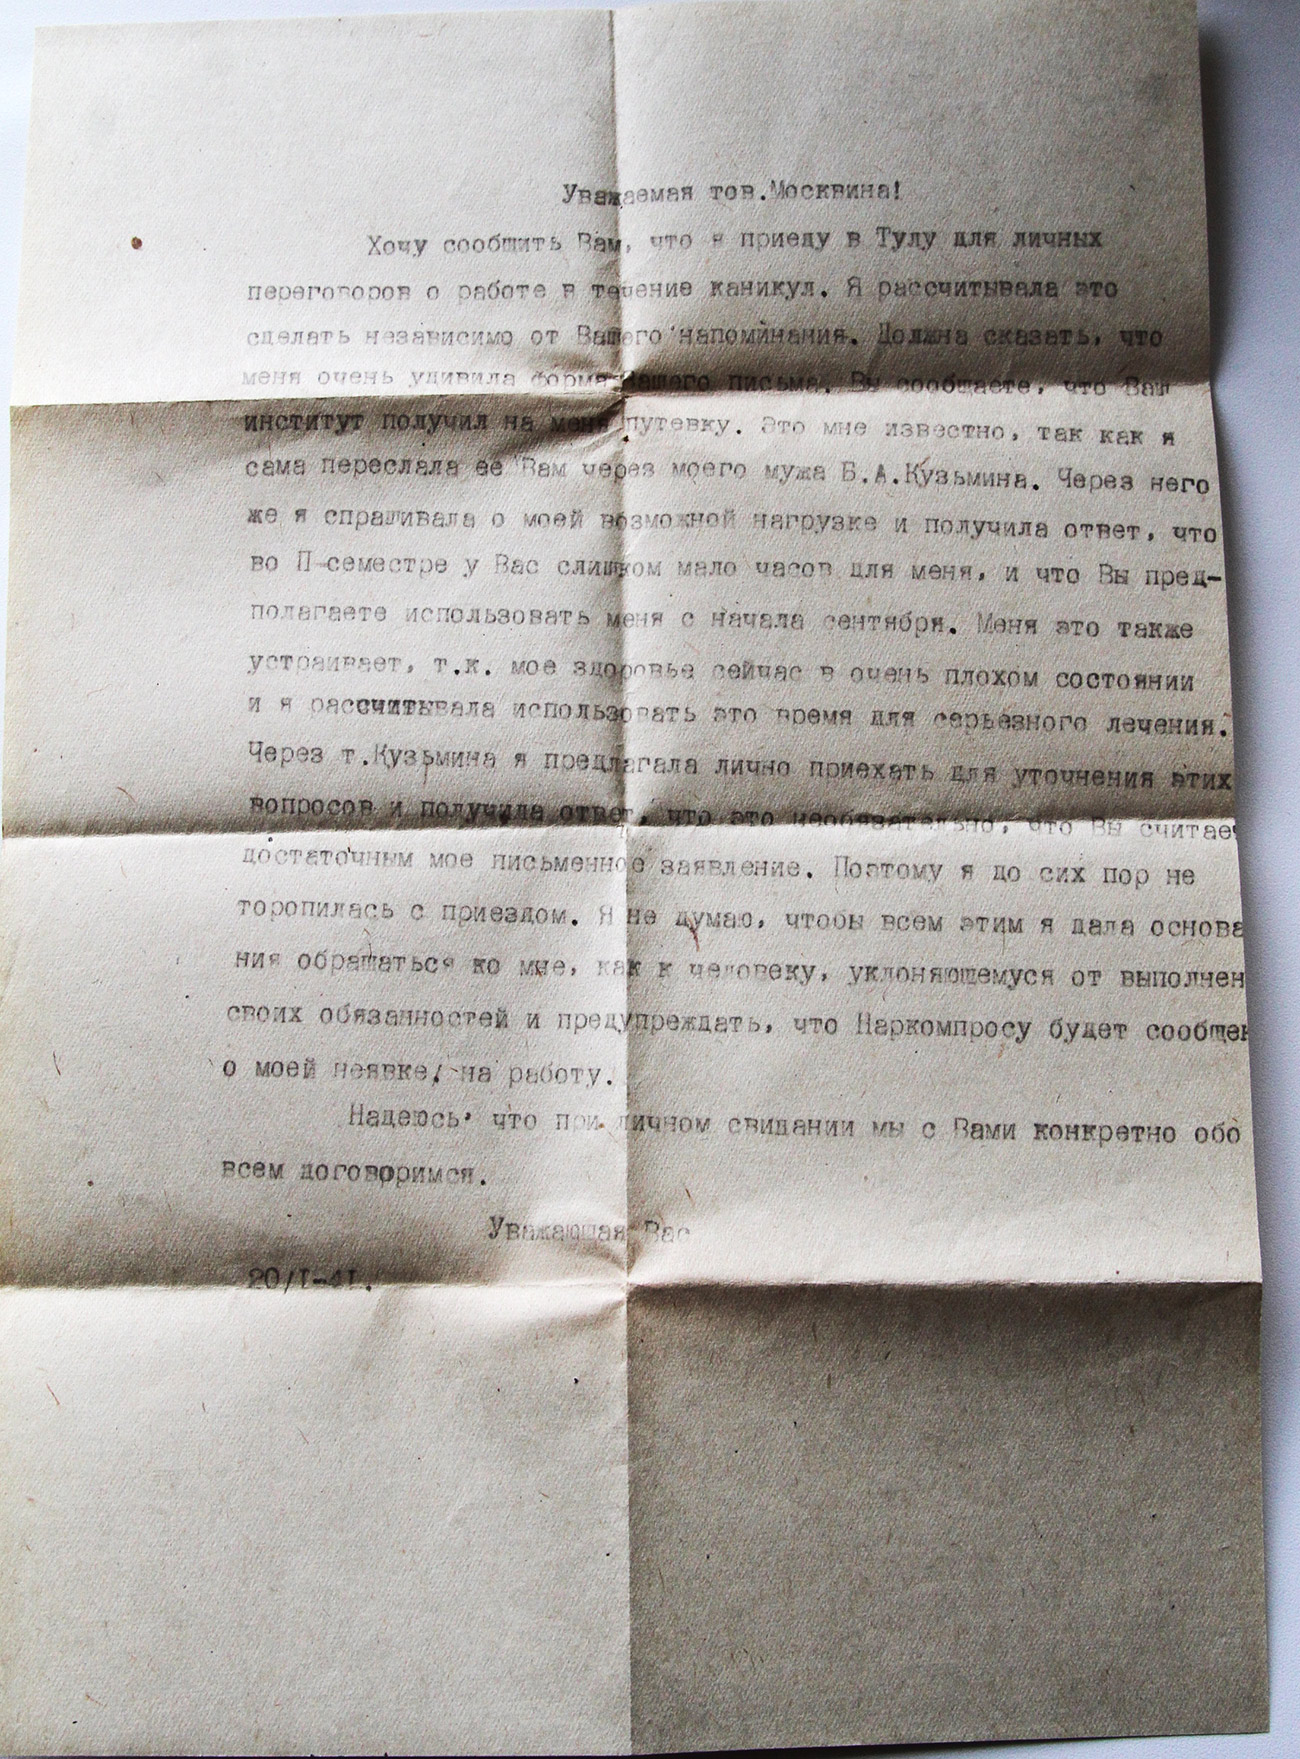 Уважаемая тов.Москвина!
Хочу сообщить Вам, что я приеду в Тулу для личных
переговоров о работе в течение каникул. Я рассчитывала это
сделать независимо от Вашего напоминания. Должна сказать, что
меня очень удивила форма Вашего письма. Вы сообщаете, что Ваш
институт получил на меня путевку. Это мне известно, так как я
сама переслала ее Вам через моего мужа Б.А.Кузьмина. Через него
же я спрашивала о моей возможной нагрузке и получила ответ, что
во П-семестре у Вас слишком мало часов для меня, и что Вы пред-
полагаете использовать меня с начала сентября. Меня это также
устраивает, т.к. мое здоровье сейчас в очень плохом состоянии
и я рассчитывала использовать это время для серьезного лечения.
Через т.Кузьмина я предлагала лично приехать для уточнения этих
вопросов и получила ответ, что это необязательно, что Вы считает
достаточным мое письменное заявление. Поэтому я до сих пор не
торопилась с приездом. Я не думаю, чтобы всем этим я дала основа
ния обращаться ко мне, как к человеку, уклоняющемуся от выполнен
своих обязанностей и предупреждать, что Наркомпросу будет сообщен
о моей неявке на работу.
Надеюсь, что при личном свидании мы с Вами конкретно обо
всем договоримся.
Уважающая Вас
20/I-41.